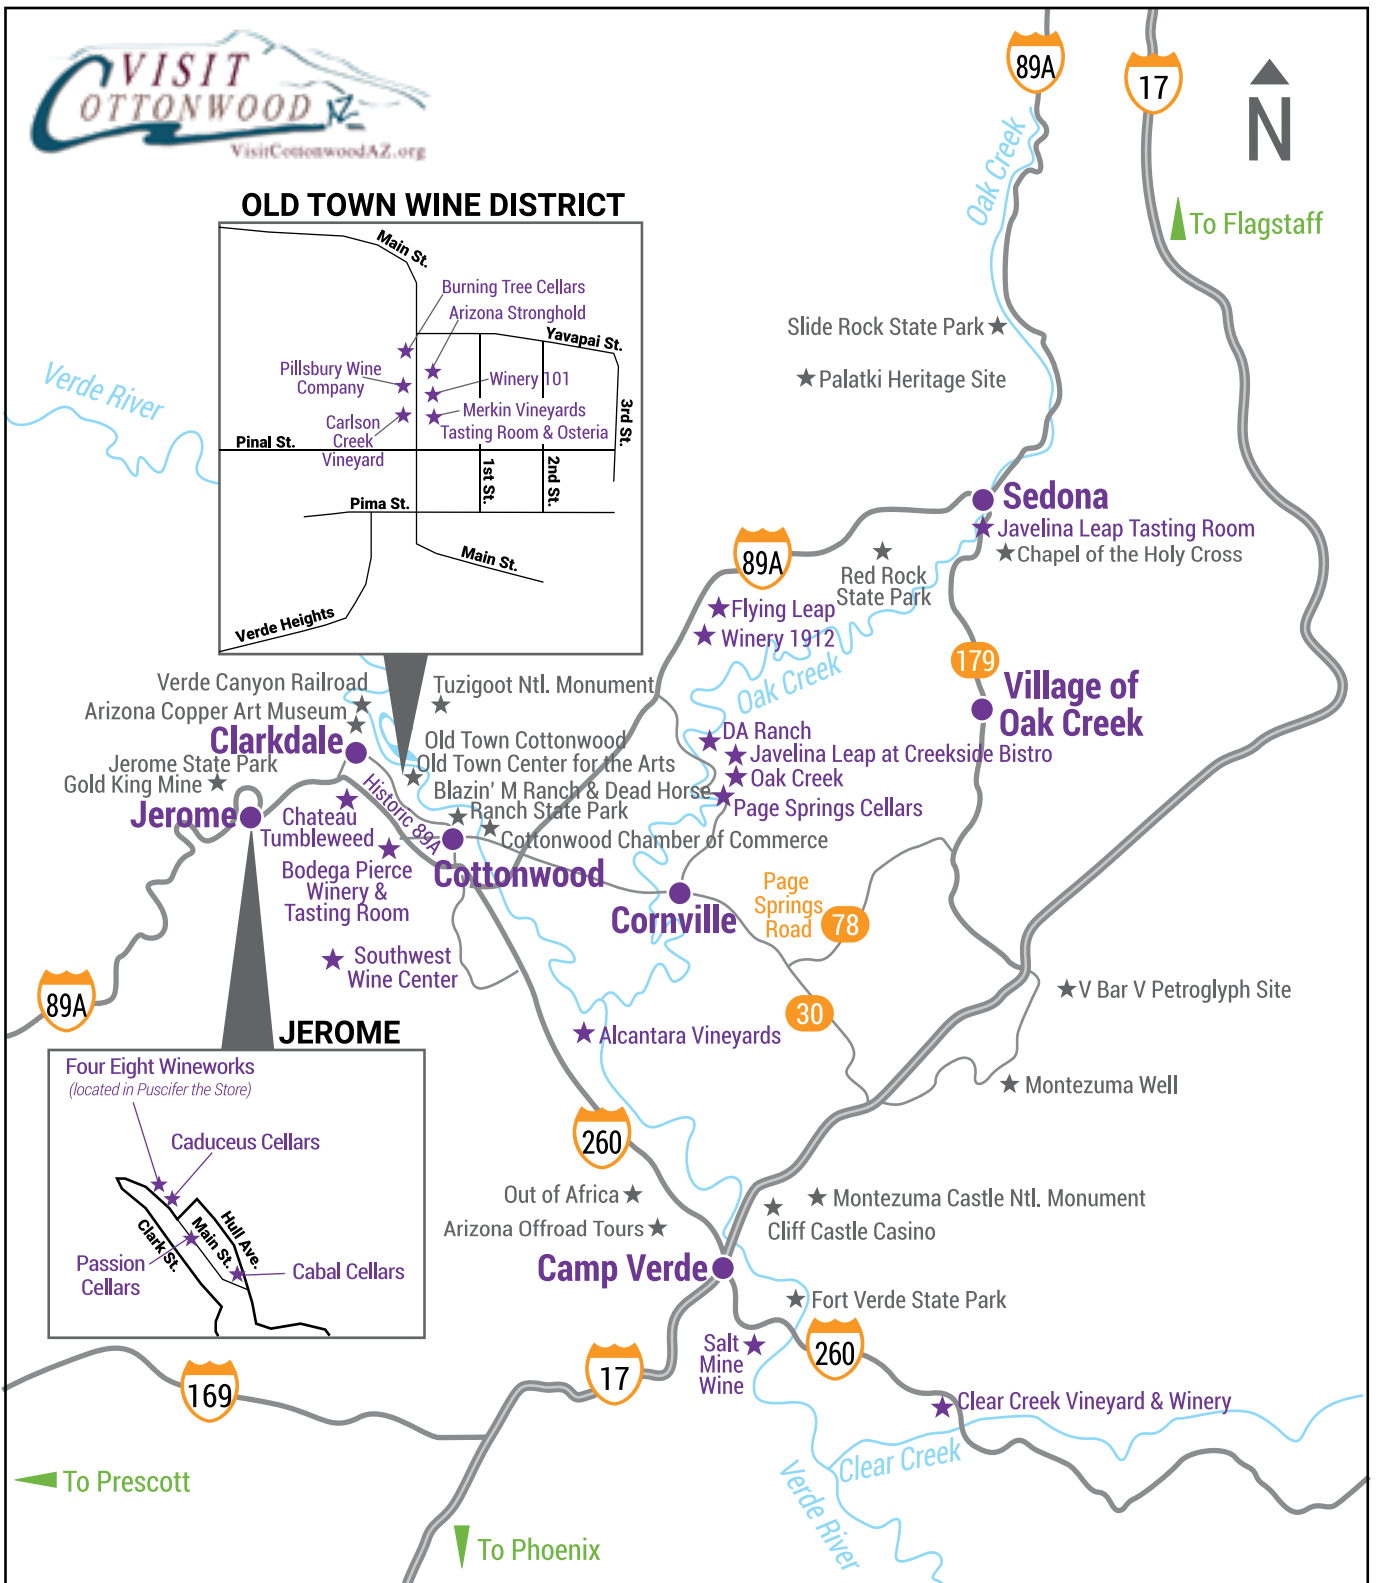 VISIT
COTTONWOOD AZ
VisitCottonwoodAZ.org
89A
17
N
Oak Creek
To Flagstaff
OLD TOWN WINE DISTRICT
Main St.
Burning Tree Cellars
Arizona Stronghold
Yavapai St.
Pillsbury Wine
Company
Winery 101
Merkin Vineyards
Tasting Room & Osteria
Carlson
Creek
Vineyard
3rd St.
Pinal St.
1st St.
2nd St.
Pima St.
Main St.
Verde Heights
Verde River
Slide Rock State Park
Palatki Heritage Site
Sedona
Javelina Leap Tasting Room
Chapel of the Holy Cross
89A
Red Rock
State Park
Flying Leap
Winery 1912
Oak Creek
179
Village of
Oak Creek
Verde Canyon Railroad
Arizona Copper Art Museum
Clarkdale
Tuzigoot Ntl. Monument
Old Town Cottonwood
Old Town Center for the Arts
Blazin' M Ranch & Dead Horse
Ranch State Park
Cottonwood Chamber of Commerce
DA Ranch
Javelina Leap at Creekside Bistro
Oak Creek
Page Springs Cellars
Jerome State Park
Gold King Mine
Jerome
Chateau
Tumbleweed
Historic 89A
Bodega Pierce
Winery &
Tasting Room
Cottonwood
Cornville
Page
Springs
Road
78
Southwest
Wine Center
89A
30
V Bar V Petroglyph Site
Alcantara Vineyards
Montezuma Well
JEROME
Four Eight Wineworks
(located in Puscifer the Store)
Caduceus Cellars
Clark St.
Main St.
Hull Ave.
Passion
Cellars
Cabal Cellars
260
Out of Africa
Arizona Offroad Tours
Montezuma Castle Ntl. Monument
Cliff Castle Casino
Camp Verde
Fort Verde State Park
Salt
Mine
Wine
260
17
169
Clear Creek Vineyard & Winery
Clear Creek
Verde River
To Prescott
To Phoenix